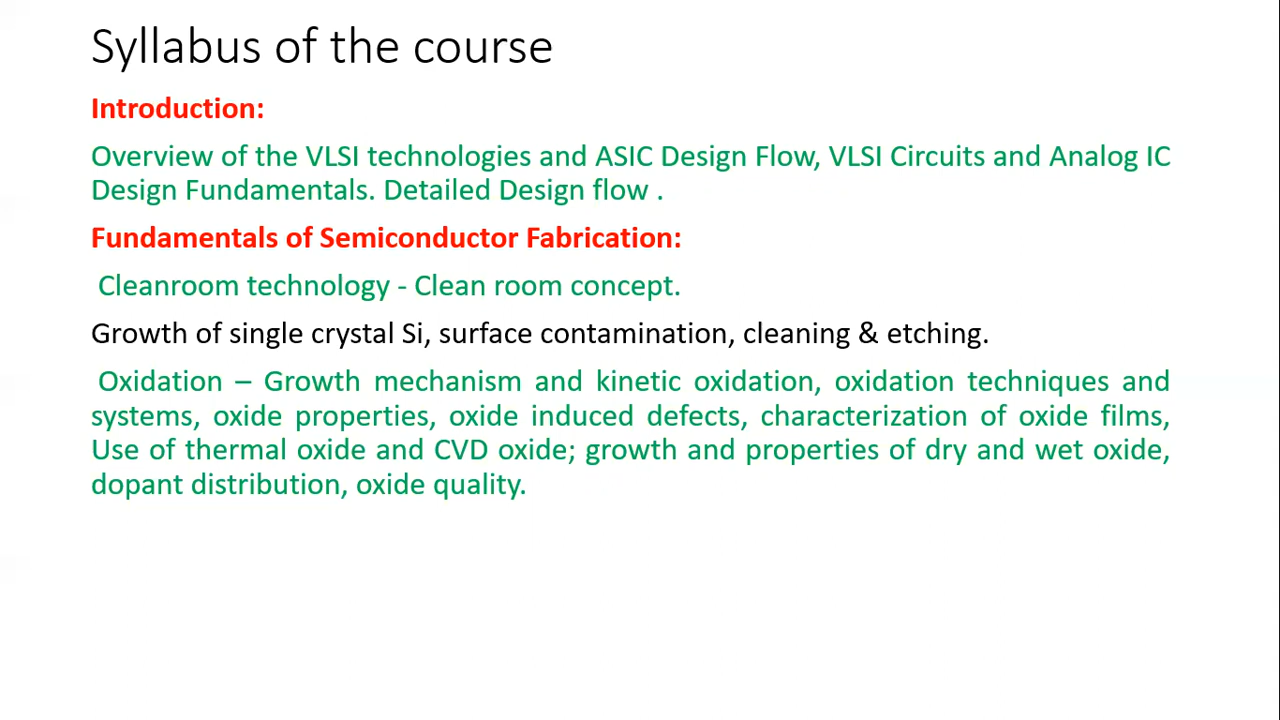 Syllabus of the course
Introduction:
Overview of the VLSI technologies and ASIC Design Flow, VLSI Circuits and Analog IC
Design Fundamentals. Detailed Design flow .
Fundamentals of Semiconductor Fabrication:
Cleanroom technology - Clean room concept.
Growth of single crystal Si, surface contamination, cleaning & etching.
Oxidation – Growth mechanism and kinetic oxidation, oxidation techniques and
systems, oxide properties, oxide induced defects, characterization of oxide films,
Use of thermal oxide and CVD oxide; growth and properties of dry and wet oxide,
dopant distribution, oxide quality.